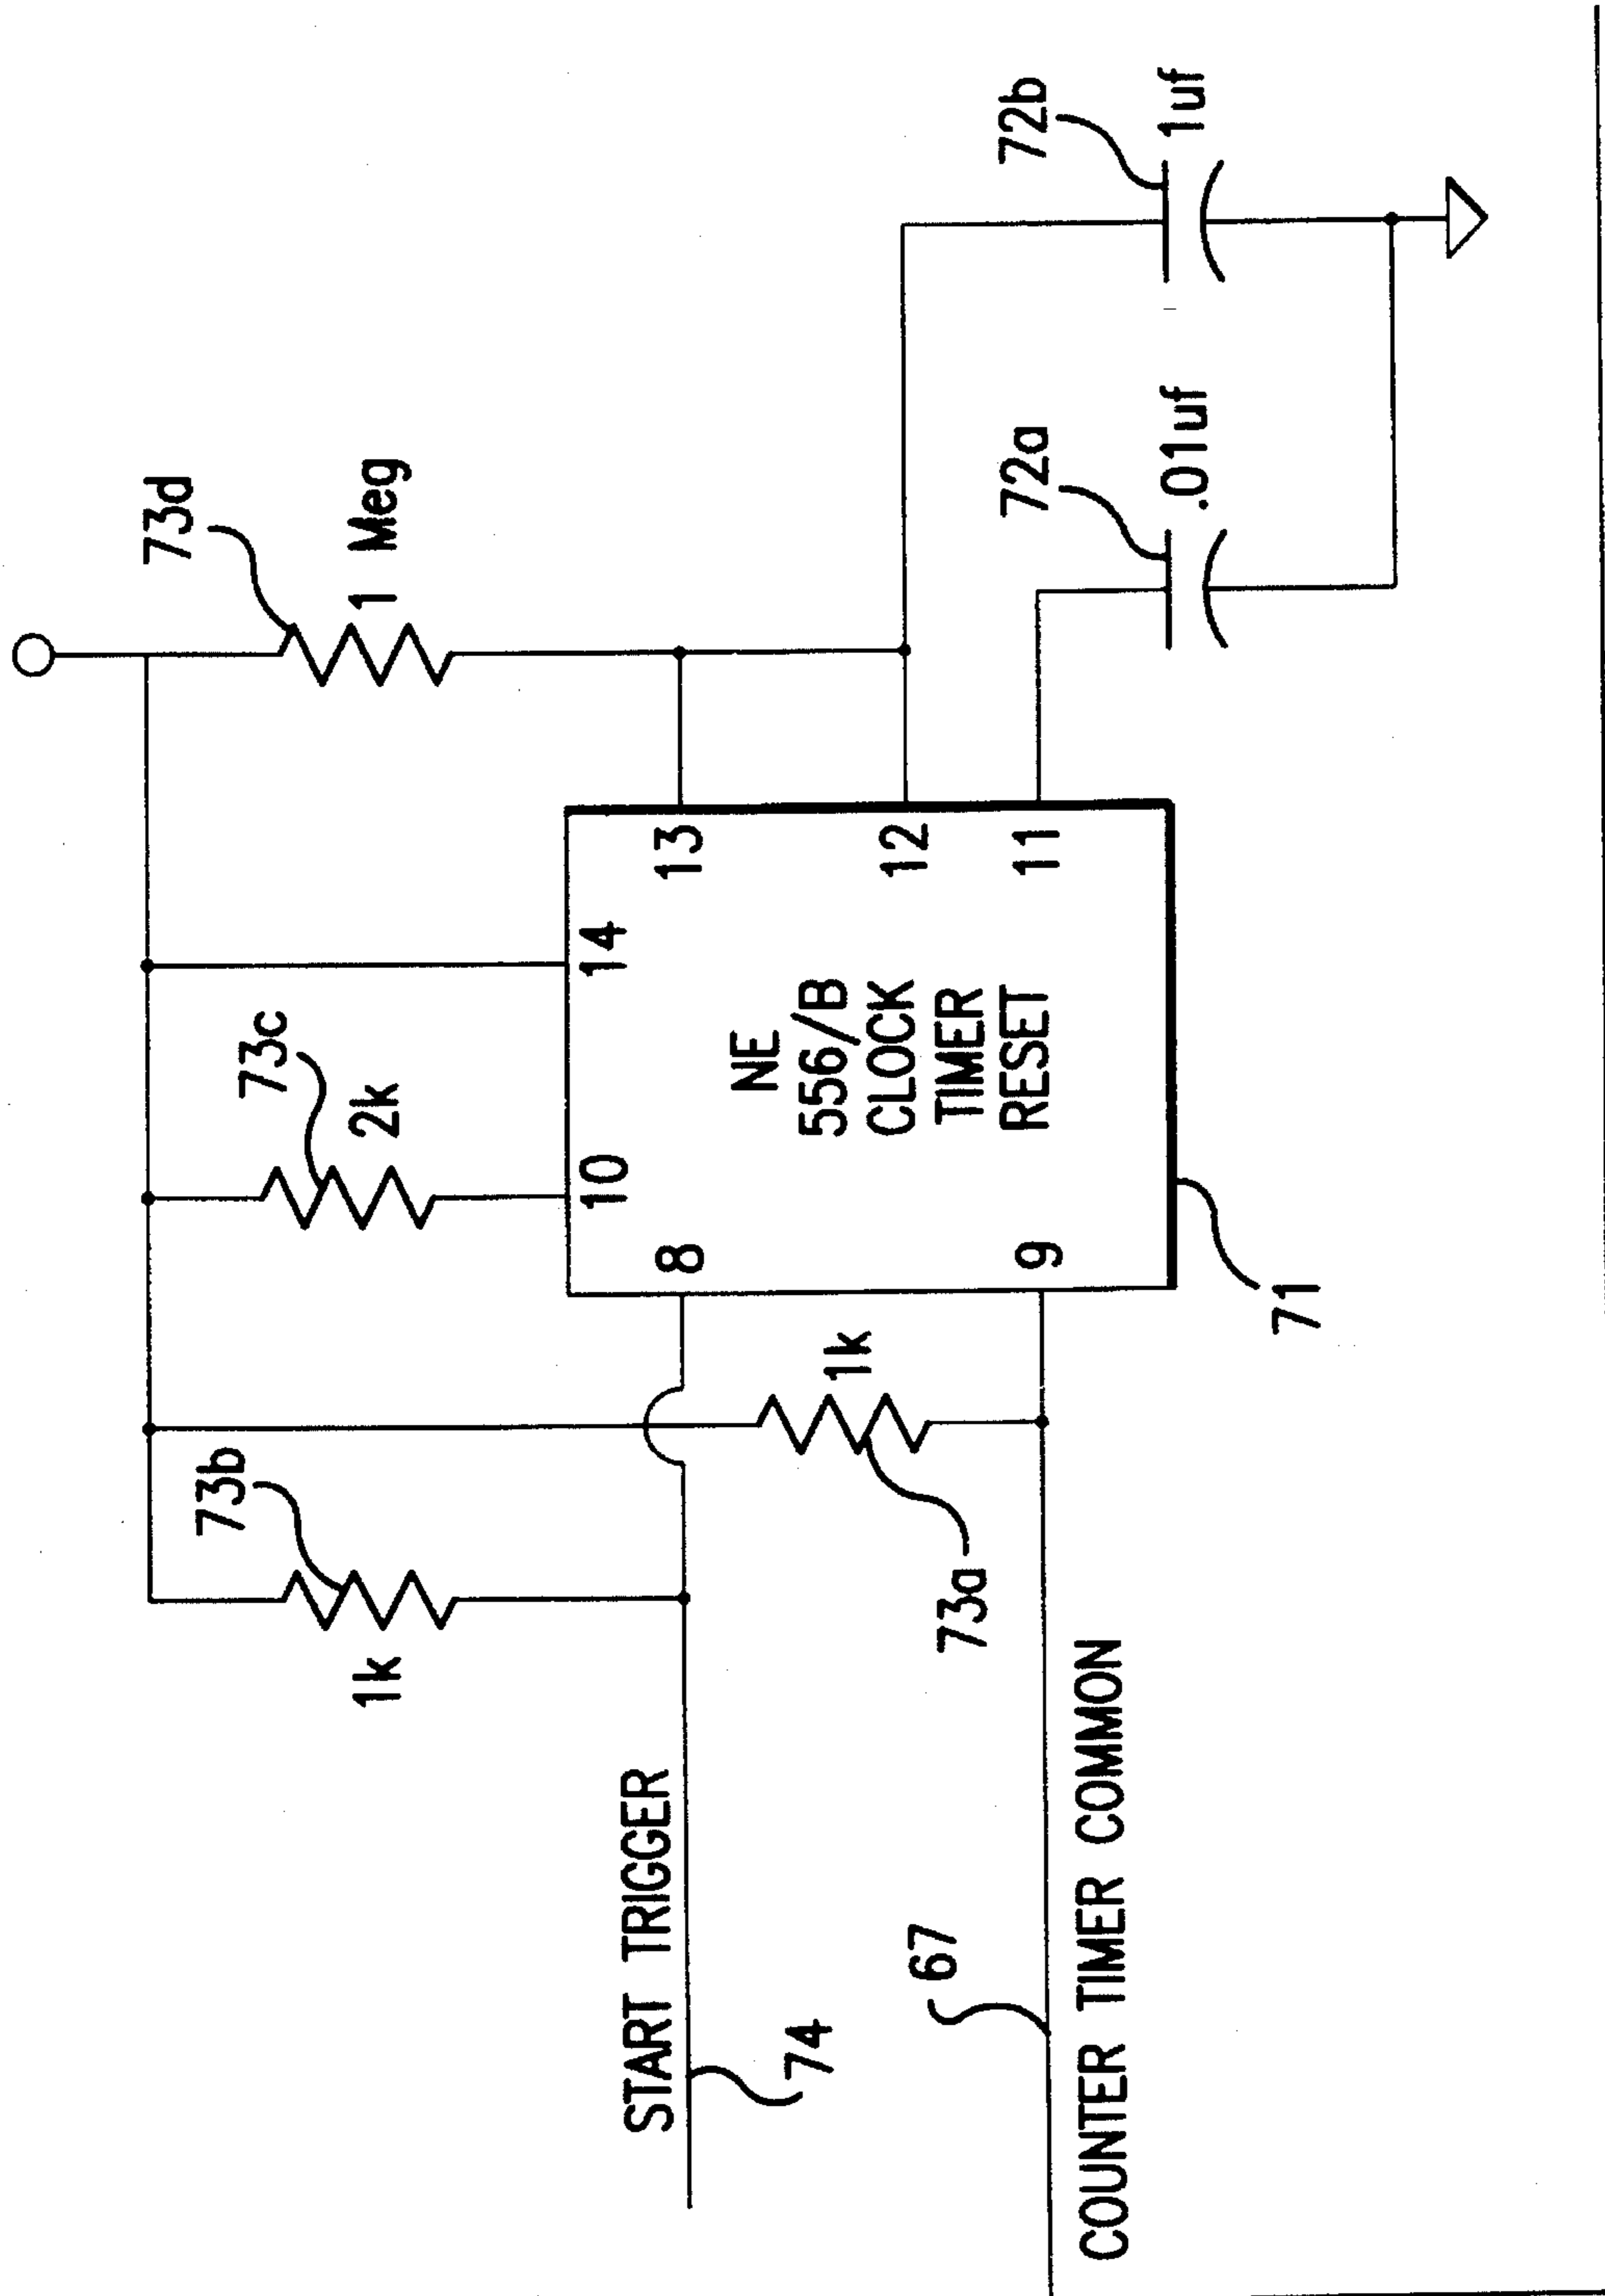 73d
1 Meg
73c
2k
73b
1k
14
10
13
8
NE
556/B
CLOCK
TIMER
RESET
12
11
9
1k
73a
START TRIGGER
74
67
COUNTER TIMER COMMON
71
72a
.01uf
72b
1uf